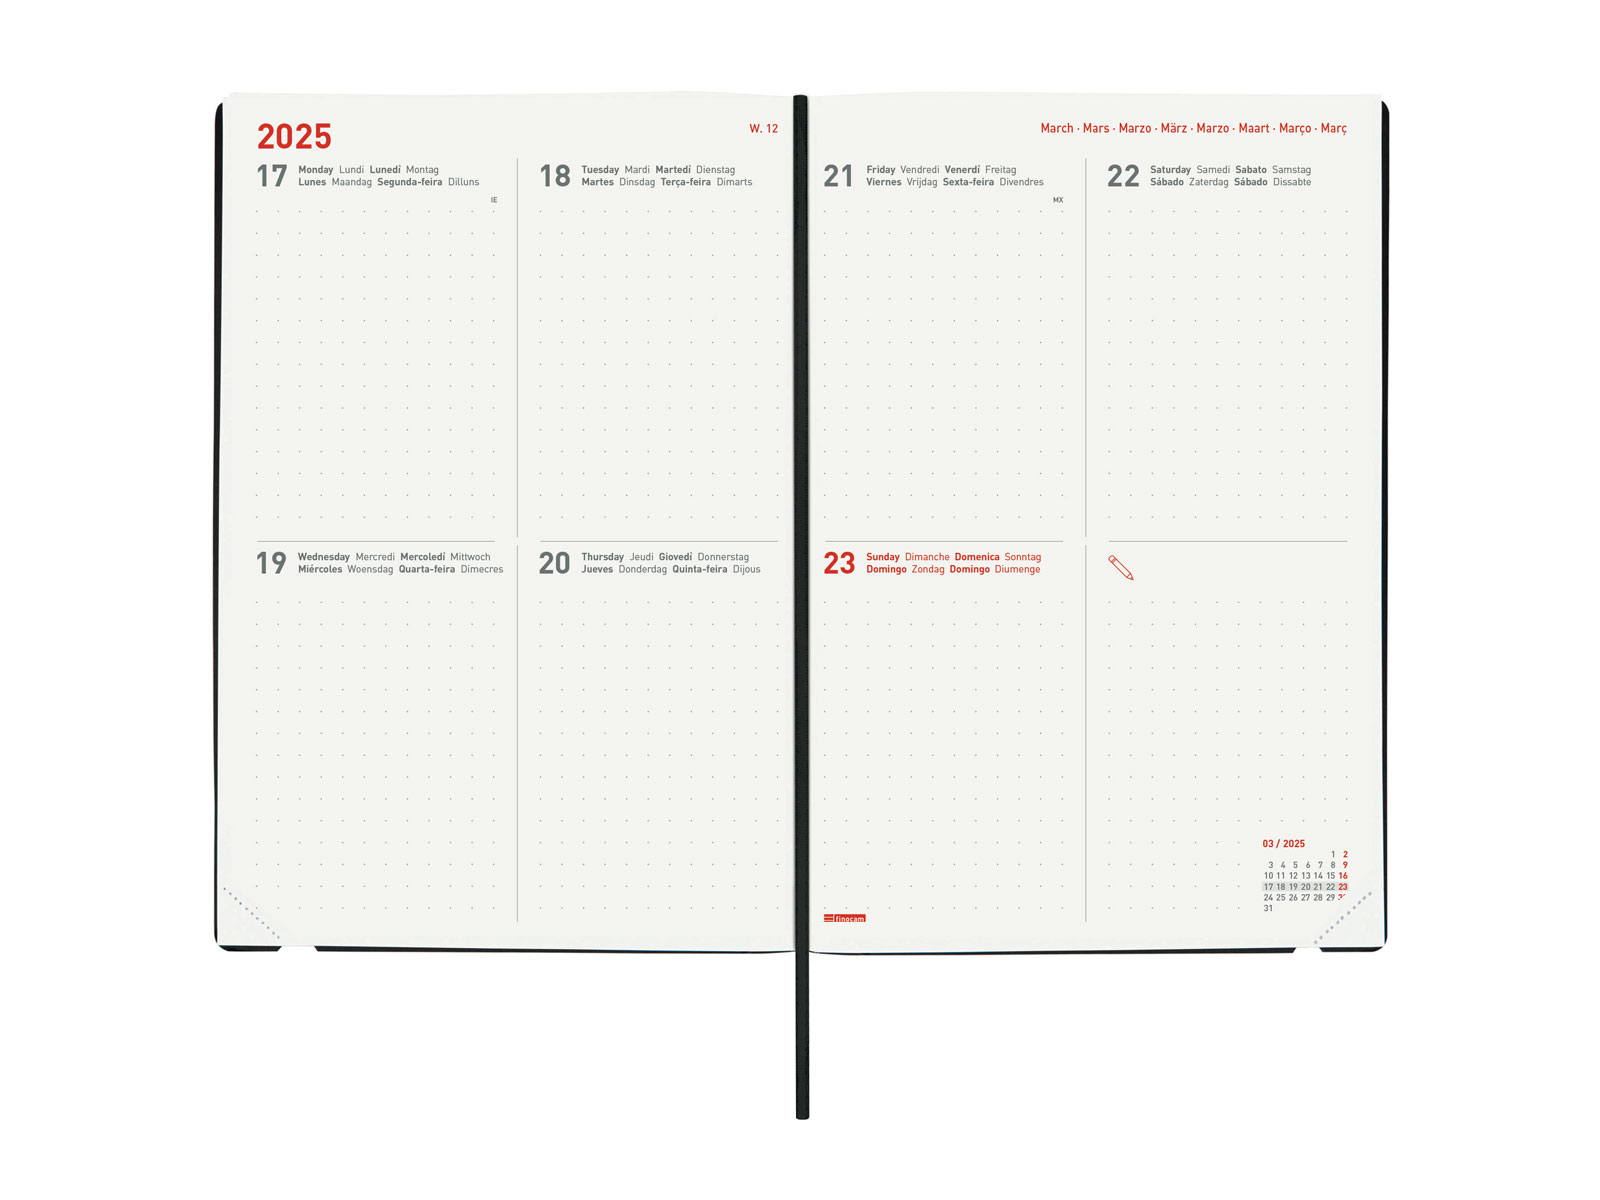 2025
W. 12
17 Monday Lundi Lunedì Montag
Lunes Maandag Segunda-feira Dilluns
IE
18 Tuesday Mardi Martedì Dienstag
Martes Dinsdag Terça-feira Dimarts
19 Wednesday Mercredi Mercoledì Mittwoch
Miércoles Woensdag Quarta-feira Dimecres
20 Thursday Jeudi Giovedì Donnerstag
Jueves Donderdag Quinta-feira Dijous
March · Mars · Marzo · März · Marzo · Maart · Março · Març
21 Friday Vendredi Venerdì Freitag
Viernes Vrijdag Sexta-feira Divendres
MX
22 Saturday Samedi Sabato Samstag
Sábado Zaterdag Sábado Dissabte
23 Sunday Dimanche Domenica Sonntag
Domingo Zondag Domingo Diumenge
finocam
03 / 2025
1 2
3 4 5 6 7 8 9
10 11 12 13 14 15 16
17 18 19 20 21 22 23
24 25 26 27 28 29
31